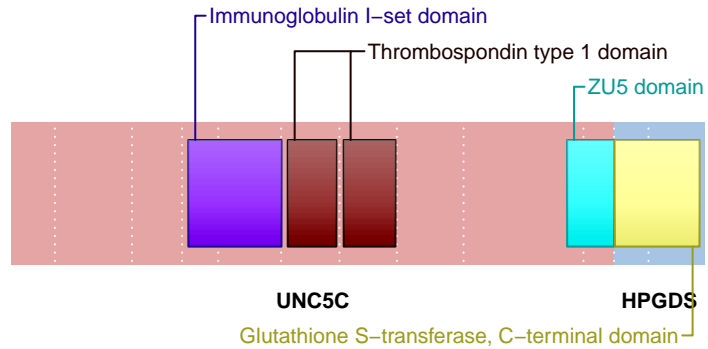 Immunoglobulin I−set domain
Thrombospondin type 1 domain
ZU5 domain
UNC5C
HPGDS
Glutathione S−transferase, C−terminal domain